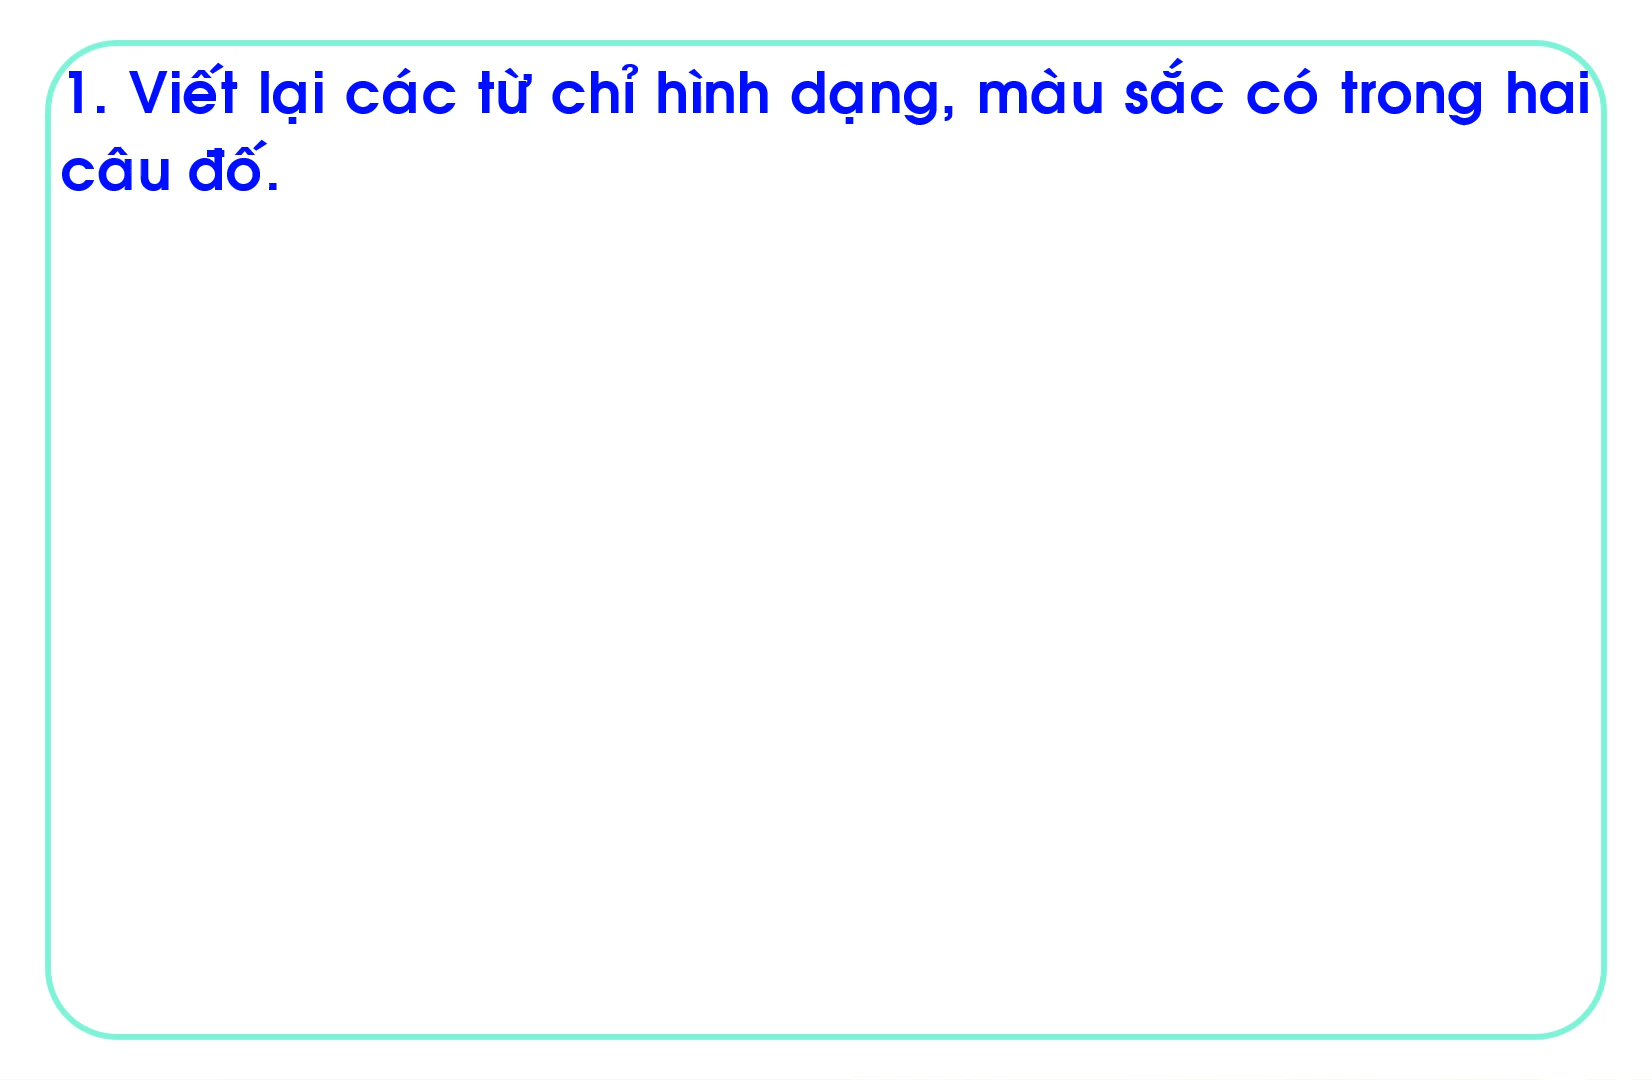 1. Viết lại các từ chỉ hình dạng, màu sắc có trong hai
câu đố.